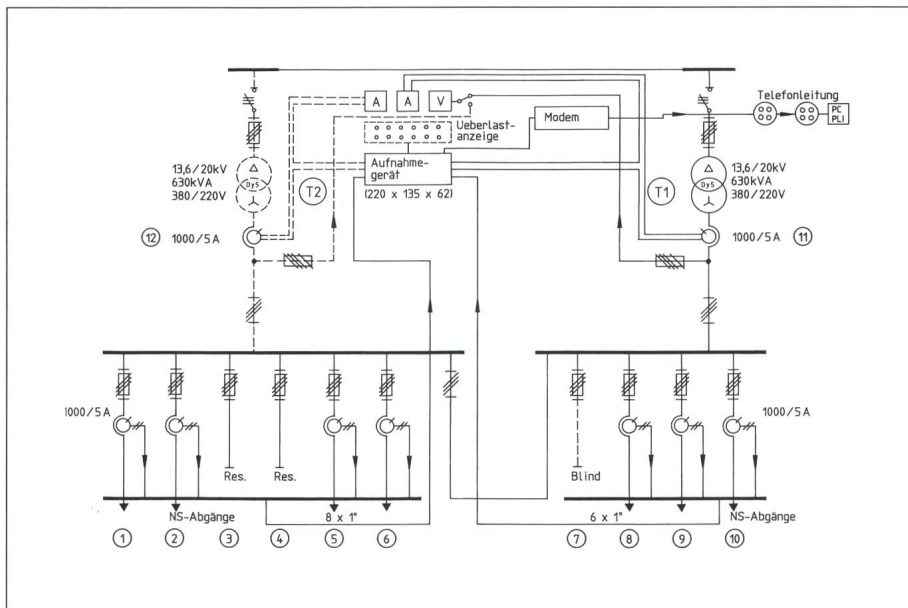 A A V
Telefonleitung
PC
PLI
Ueberlast-
anzeige
Modem
Aufnahme-
gerät
(220 x 135 x 62)
13,6/20kV
630kVA
380/220V
Dy5
T2
T1
Dy5
13,6/20kV
630kVA
380/220V
12 1000/5A
1000/5A 11
1000/5A
1000/5A
Res.
Res.
Blind
NS-Abgänge
8 x 1"
6 x 1"
NS-Abgänge
1 2 3 4 5 6 7 8 9 10